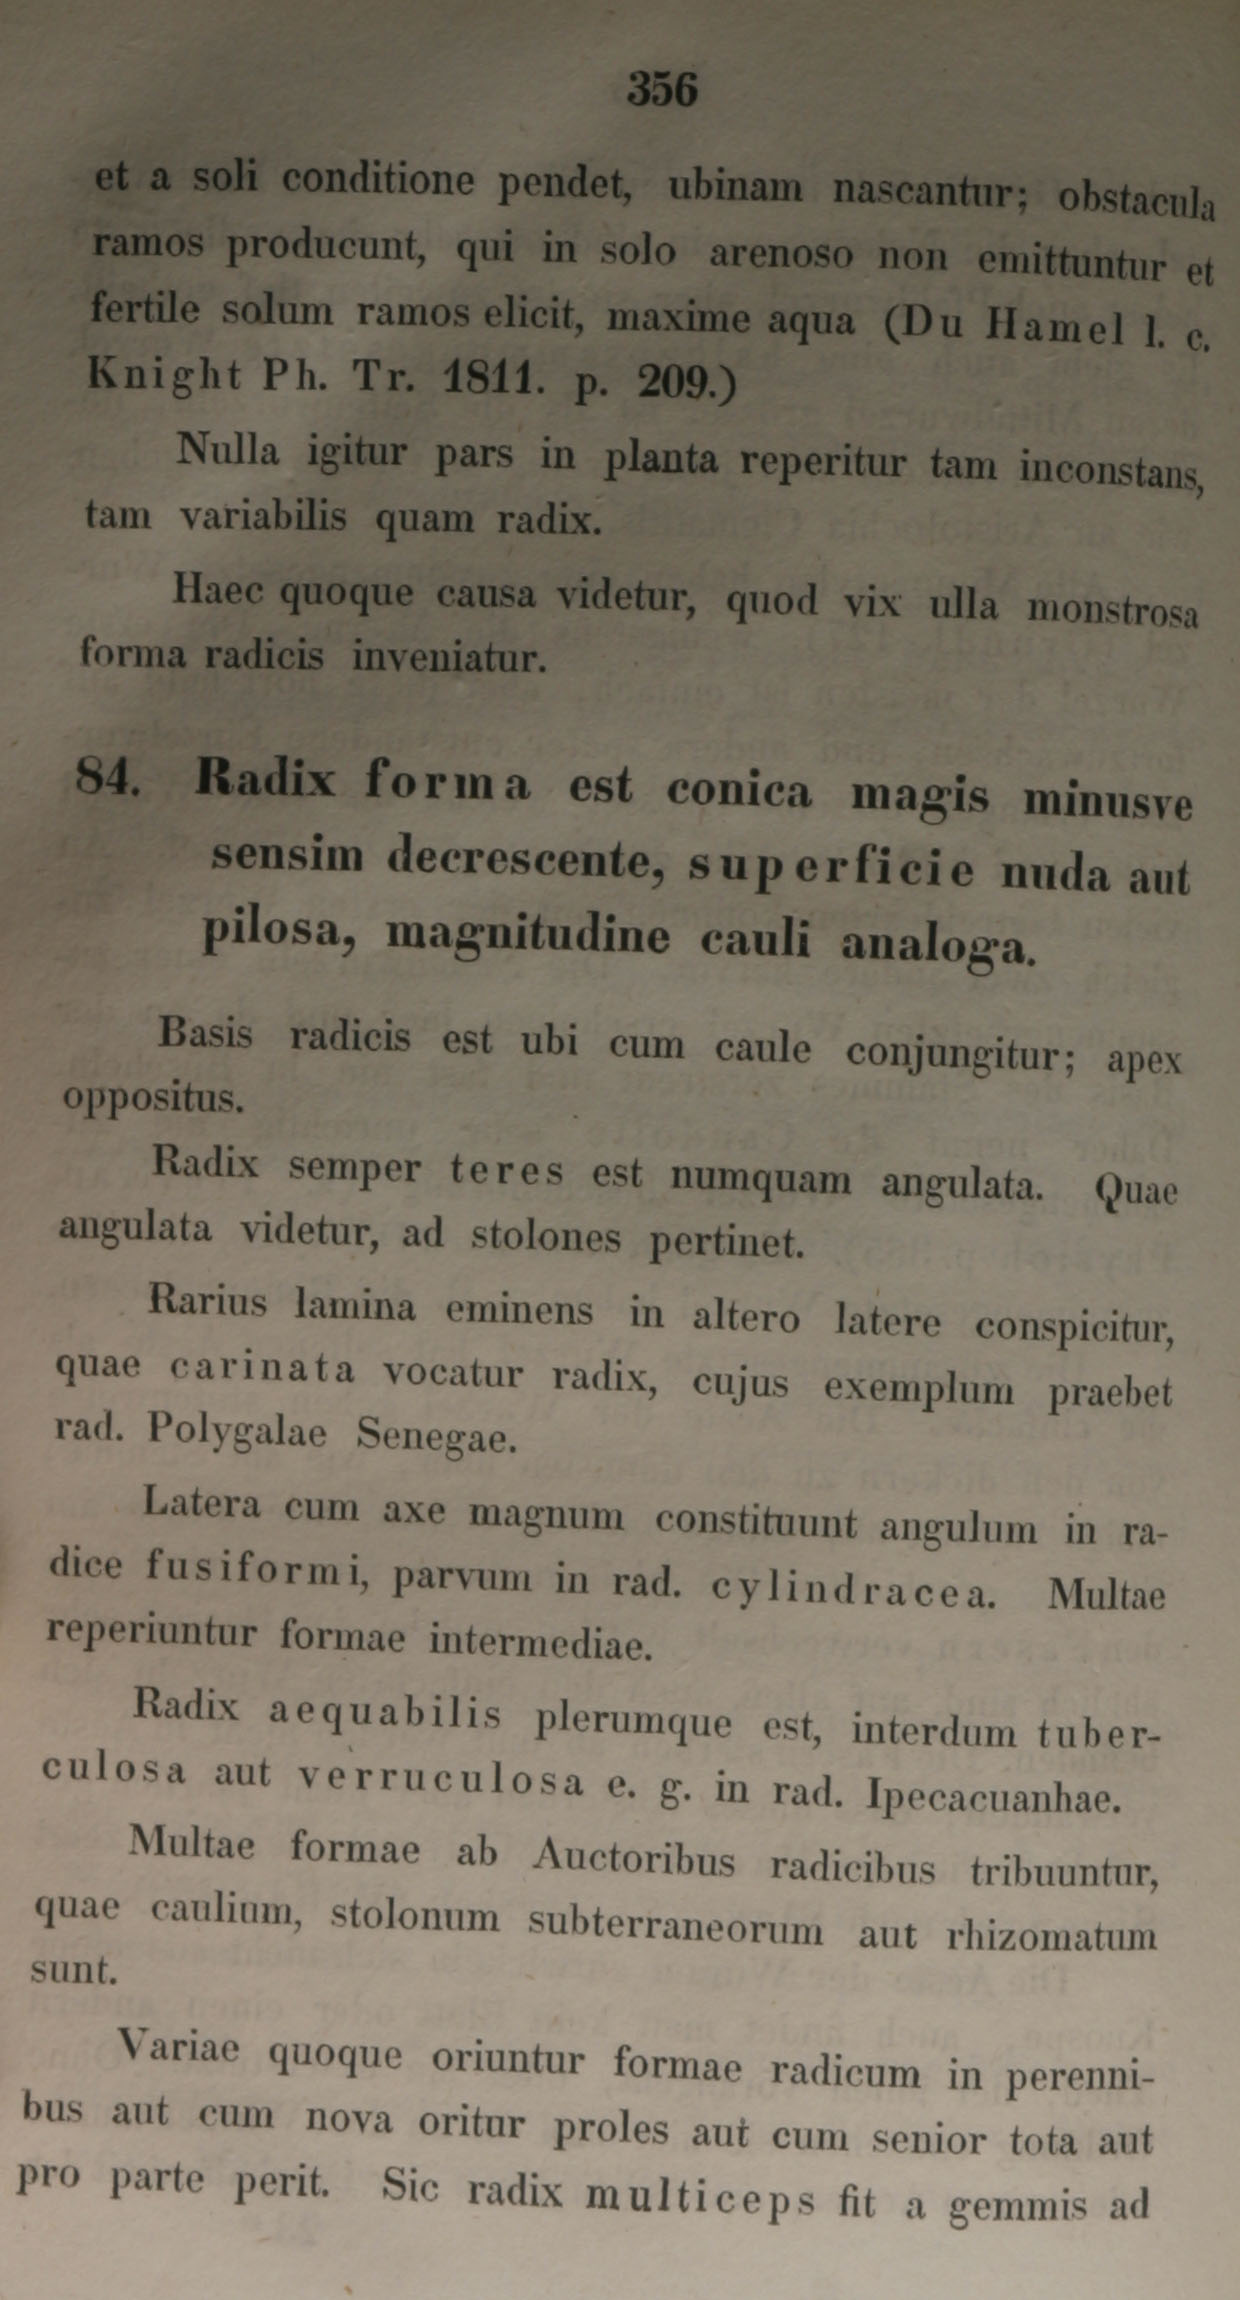 356
et a soli conditione pendet, ubinam nascantur; obstacula
ramos producunt, qui in solo arenoso non emittuntur et
fertile solum ramos elicit, maxime aqua (Du Hamel l. c.
Knight Ph. Tr. 1811. p. 209.)
Nulla igitur pars in planta reperitur tam inconstans,
tam variabilis quam radix.
Haec quoque causa videtur, quod vix ulla monstrosa
forma radicis inveniatur.
84. Radix forma est conica magis minusve
sensim decrescente, superficie nuda aut
pilosa, magnitudine cauli analoga.
Basis radicis est ubi cum caule conjungitur; apex
oppositus.
Radix semper teres est numquam angulata. Quae
angulata videtur, ad stolones pertinet.
Rarius lamina eminens in altero latere conspicitur,
quae carinata vocatur radix, cujus exemplum praebet
rad. Polygalae Senegae.
Latera cum axe magnum constituunt angulum in ra-
dice fusiformi, parvum in rad. cylindracea. Multae
reperiuntur formae intermediae.
Radix aequabilis plerumque est, interdum tuber-
culosa aut verruculosa e. g. in rad. Ipecacuanhae.
Multae formae ab Auctoribus radicibus tribuuntur,
quae caulium, stolonum subterraneorum aut rhizomatum
sunt.
Variae quoque oriuntur formae radicum in perenni-
bus aut cum nova oritur proles aut cum senior tota aut
pro parte perit. Sic radix multiceps fit a gemmis ad